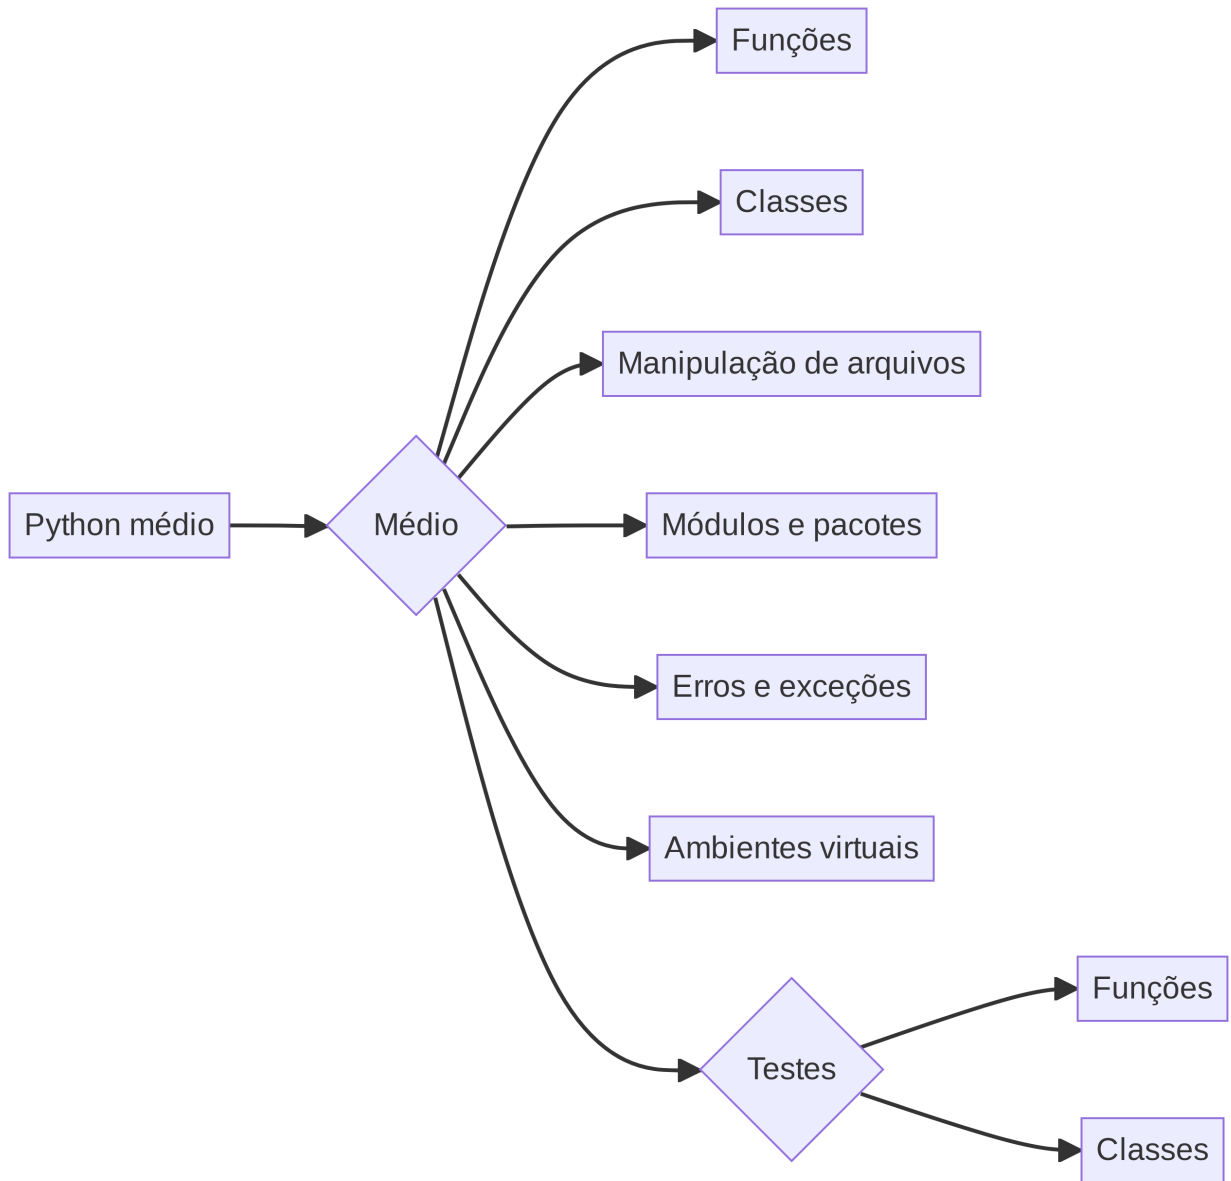 Funções
Classes
Manipulação de arquivos
Python médio
Médio
Módulos e pacotes
Erros e exceções
Ambientes virtuais
Testes
Funções
Classes